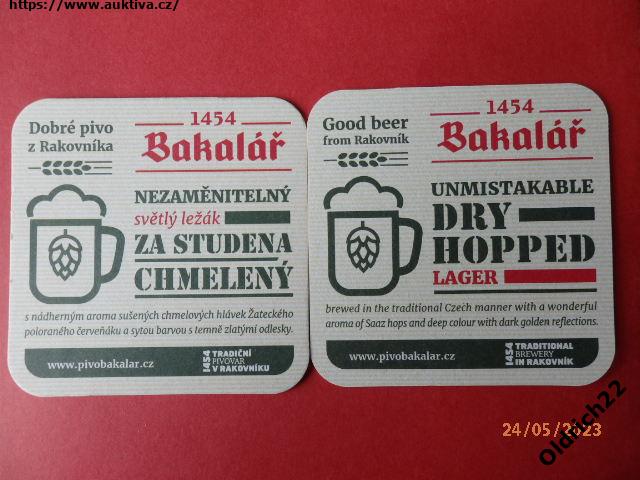 https://www.auktiva.cz/
Dobré pivo
z Rakovníka
1454
Bakalář
NEZAMĚNITELNÝ
světlý ležák
ZA STUDENA
CHMELENÝ
s nádherným aroma sušených chmelových hlávek Žateckého
poloraného červeňáku a sytou barvou s temně zlatými odlesky.
www.pivobakalar.cz
1454
TRADIČNÍ
PIVOVAR
V RAKOVNÍKU
Good beer
from Rakovník
1454
Bakalář
UNMISTAKABLE
DRY
HOPPED
LAGER
brewed in the traditional Czech manner with a wonderful
aroma of Saaz hops and deep colour with dark golden reflections.
www.pivobakalar.cz
1454
TRADITIONAL
BREWERY
IN RAKOVNÍK
24/05/2023
Oldrich22